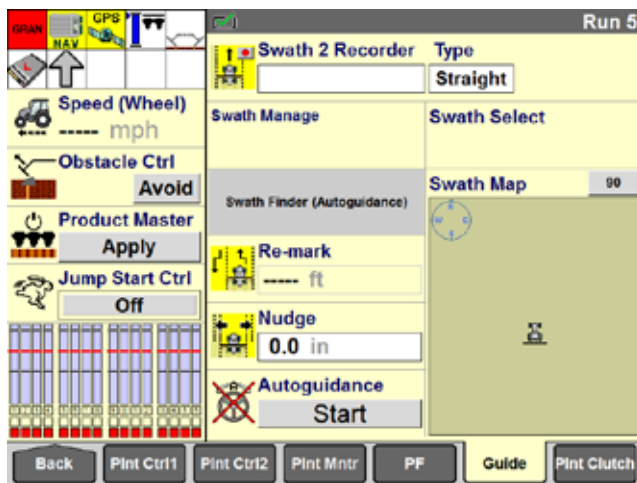 GRAN
NAV
GPS
Run 5
Swath 2 Recorder
Type
Straight
Speed (Wheel)
----- mph
Swath Manage
Swath Select
Obstacle Ctrl
Avoid
Swath Finder (Autoguidance)
Swath Map
90
Product Master
Apply
Re-mark
----- ft
Jump Start Ctrl
Off
Nudge
0.0 in
Autoguidance
Start
Back
Plnt Ctrl1
Plnt Ctrl2
Plnt Mntr
PF
Guide
Plnt Clutch